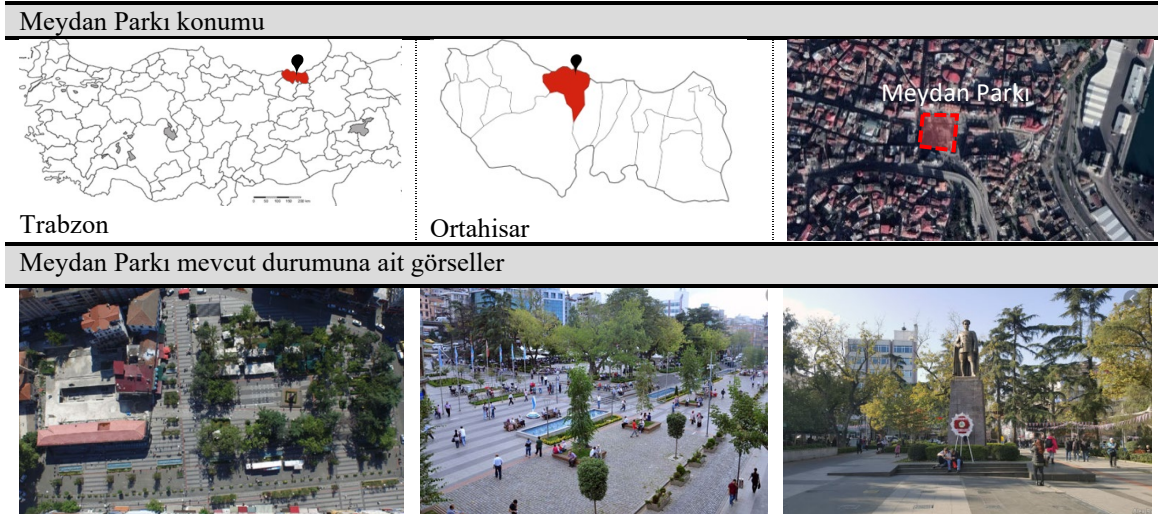 Meydan Parkı konumu
Meydan Parkı
Trabzon
Ortahisar
Meydan Parkı mevcut durumuna ait görseller